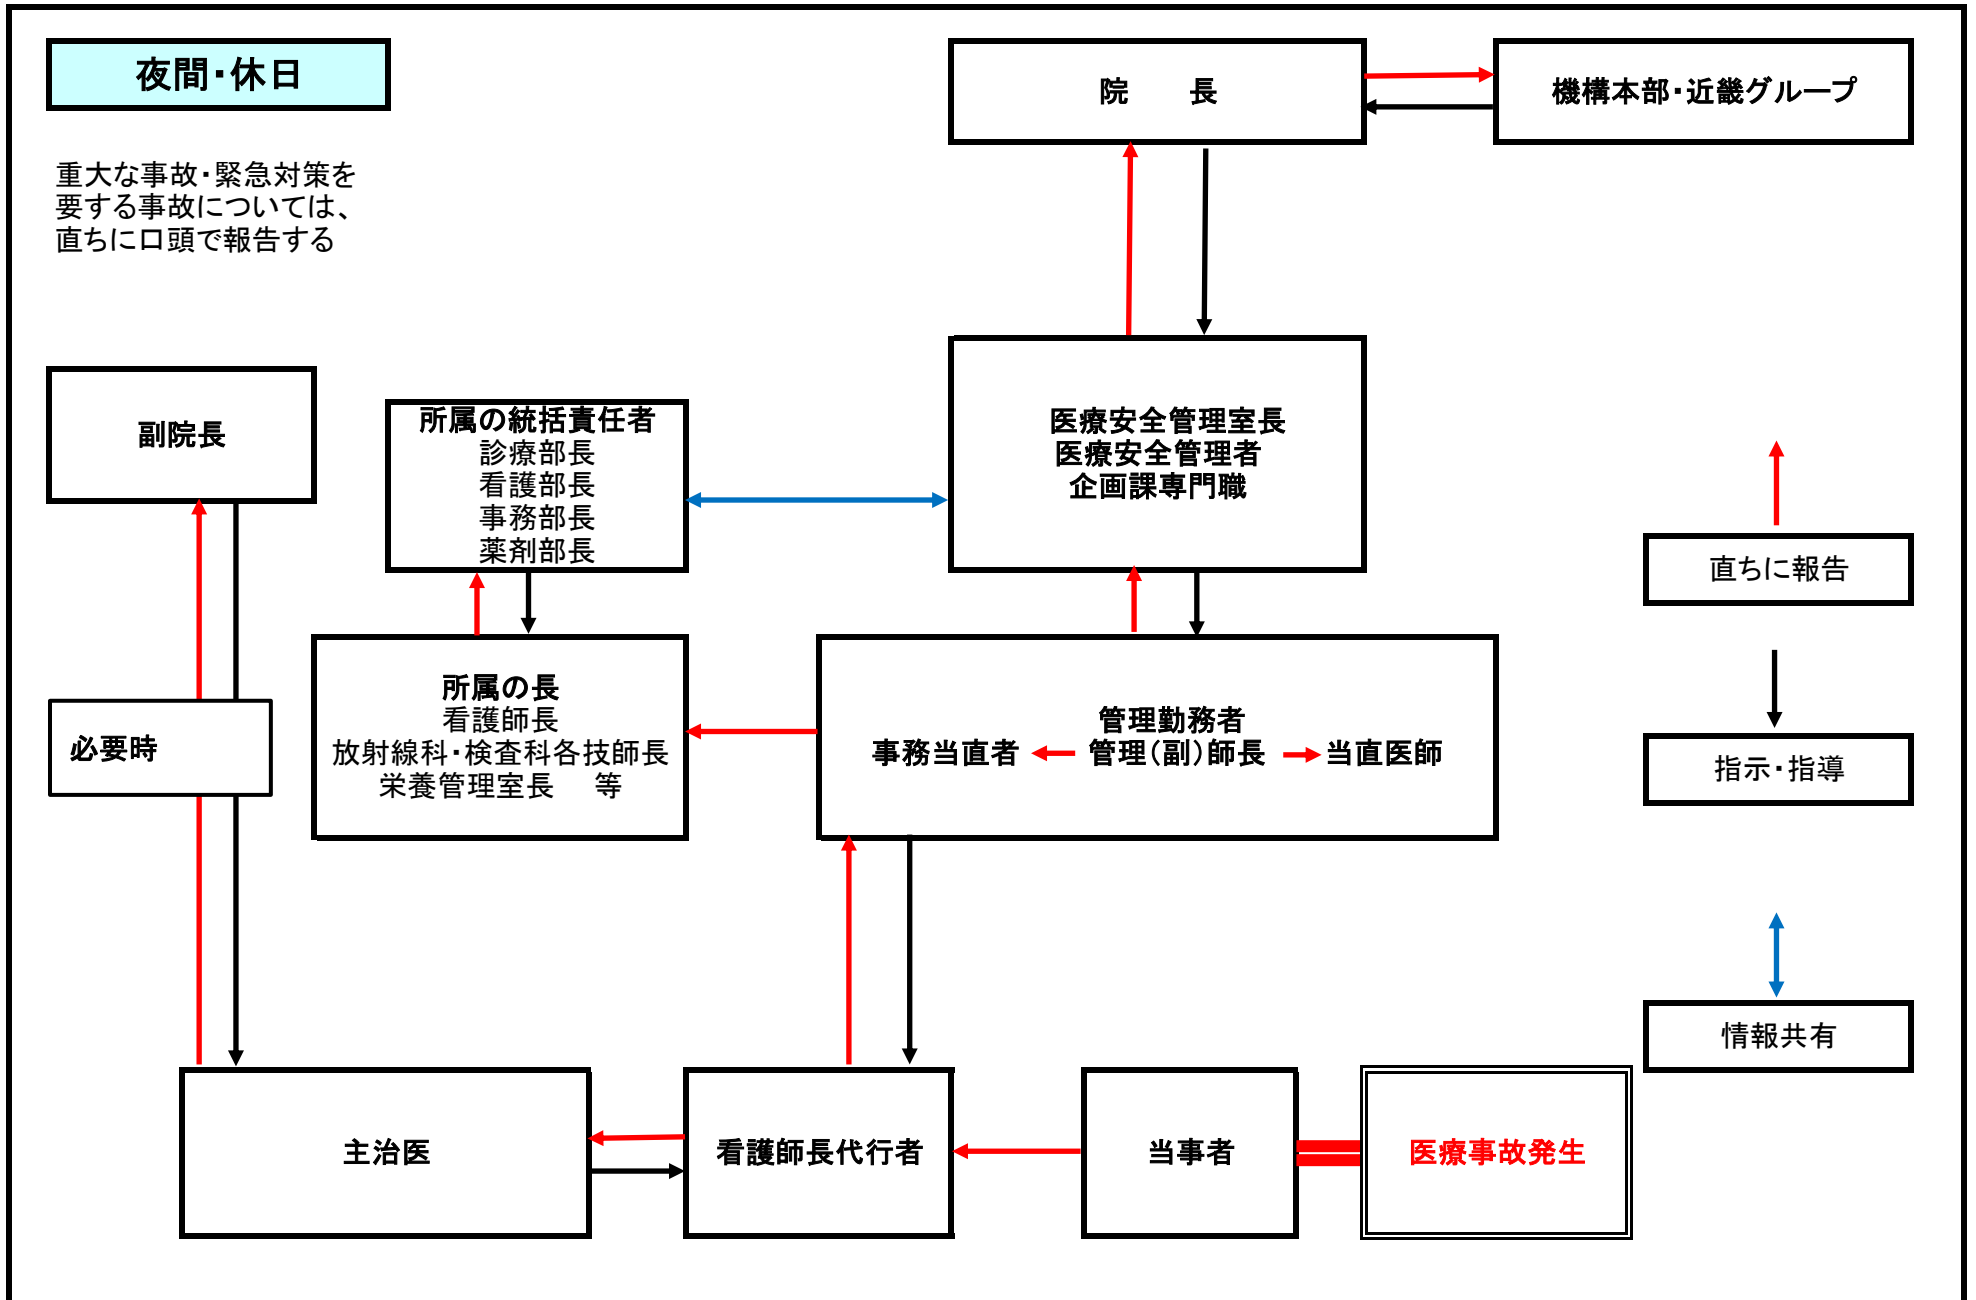 夜間・休日
院　　長
機構本部・近畿グループ
重大な事故・緊急対策を
要する事故については、
直ちに口頭で報告する
副院長
所属の統括責任者
診療部長
看護部長
事務部長
薬剤部長
医療安全管理室長
医療安全管理者
企画課専門職
直ちに報告
必要時
所属の長
看護師長
放射線科・検査科各技師長
栄養管理室長　等
管理勤務者
事務当直者　管理（副）師長　当直医師
指示・指導
情報共有
主治医
看護師長代行者
当事者
医療事故発生